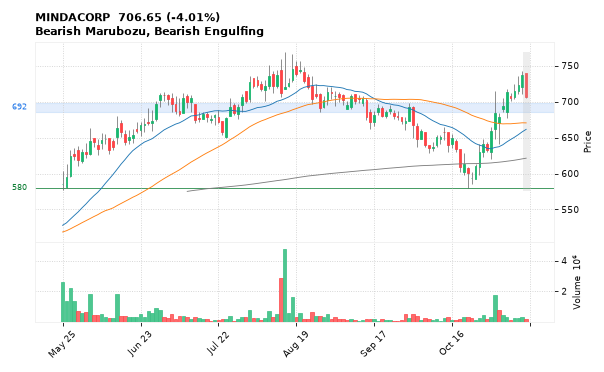 MINDACORP 706.65 (-4.01%)
Bearish Marubozu, Bearish Engulfing
750
700
692
650
Price
600
580
550
4
2
Volume 10⁶
May 25
Jun 23
Jul 22
Aug 19
Sep 17
Oct 16